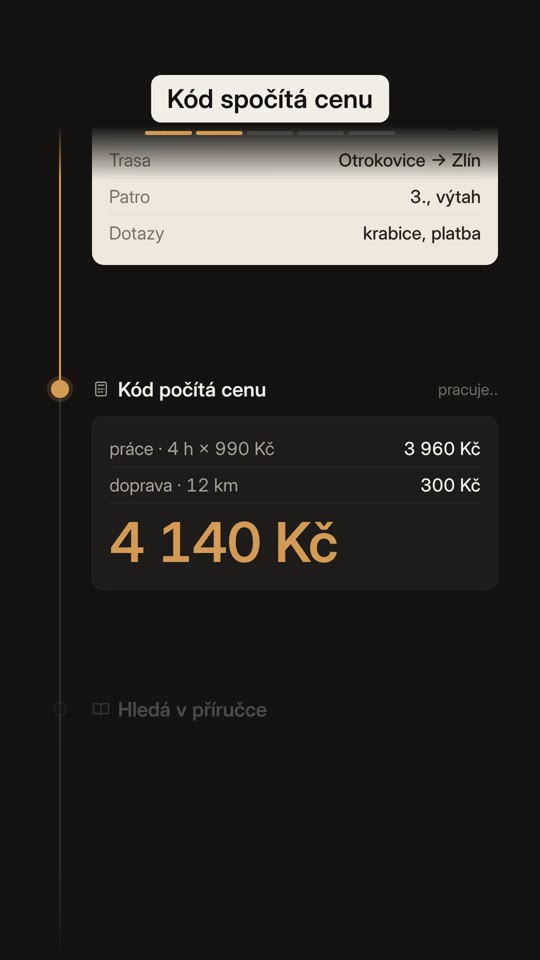 Kód spočítá cenu
Trasa Otrokovice → Zlín
Patro 3., výtah
Dotazy krabice, platba
Kód počítá cenu pracuje..
práce · 4 h × 990 Kč 3 960 Kč
doprava · 12 km 300 Kč
4 140 Kč
Hledá v příručce